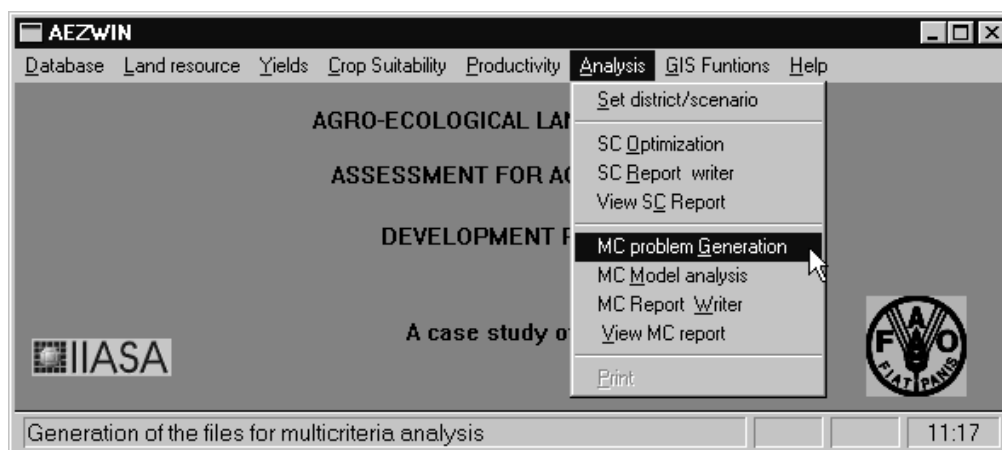 AEZWIN
Database Land resource Yields Crop Suitability Productivity Analysis GIS Funtions Help
AGRO-ECOLOGICAL LAN
ASSESSMENT FOR AG
DEVELOPMENT P
A case study o
Set district/scenario
SC Optimization
SC Report writer
View SC Report
MC problem Generation
MC Model analysis
MC Report Writer
View MC report
Print
IIASA
FAO
FIAT PANIS
Generation of the files for multicriteria analysis
11:17